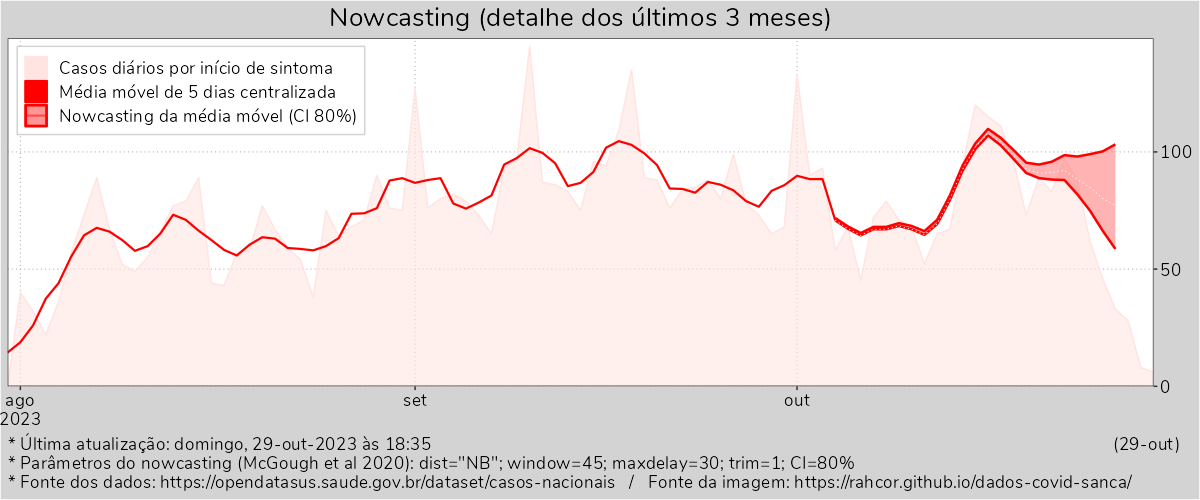 Nowcasting (detalhe dos últimos 3 meses)
Casos diários por início de sintoma
Média móvel de 5 dias centralizada
Nowcasting da média móvel (CI 80%)
100
50
0
ago
2023
set
out
* Última atualização: domingo, 29-out-2023 às 18:35
(29-out)
* Parâmetros do nowcasting (McGough et al 2020): dist="NB"; window=45; maxdelay=30; trim=1; CI=80%
* Fonte dos dados: https://opendatasus.saude.gov.br/dataset/casos-nacionais / Fonte da imagem: https://rahcor.github.io/dados-covid-sanca/